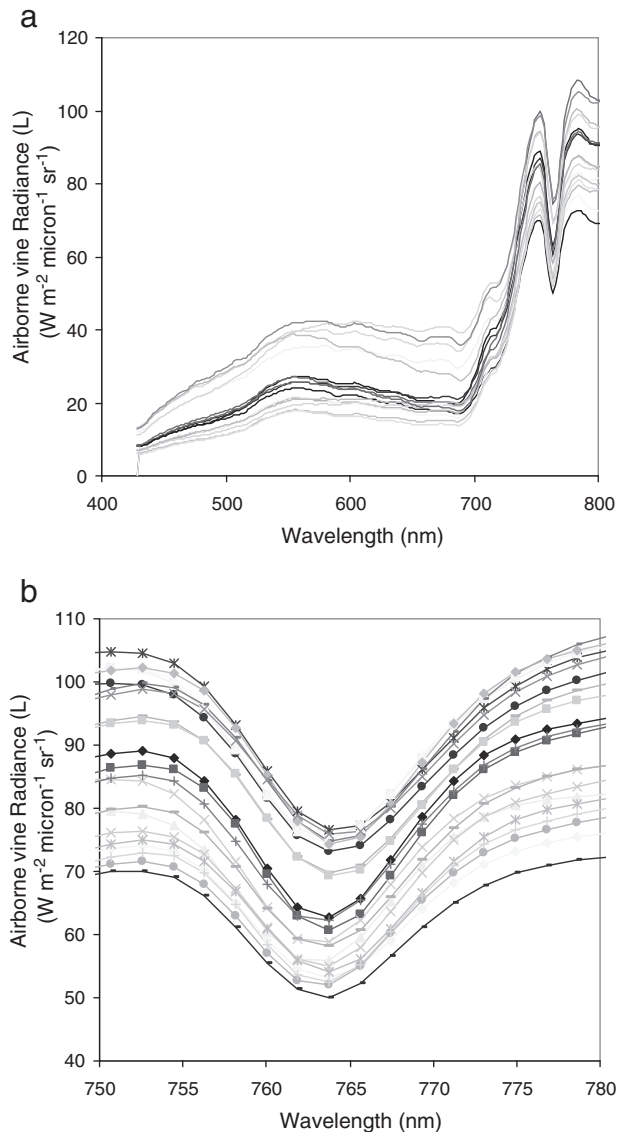 a
120
100
80
60
40
20
0
Airborne vine Radiance (L)
(W m-2 micron-1 sr-1)
400 500 600 700 800
Wavelength (nm)
b
110
100
90
80
70
60
50
40
Airborne vine Radiance (L)
(W m-2 micron-1 sr-1)
750 755 760 765 770 775 780
Wavelength (nm)